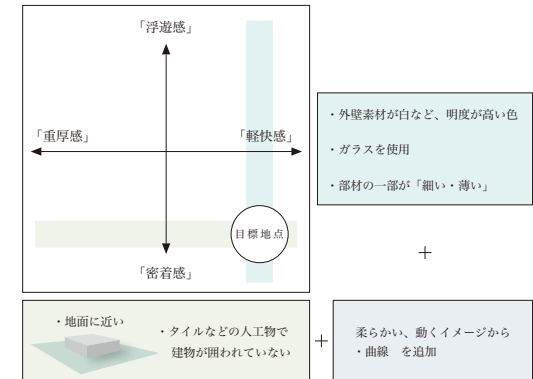 「浮遊感」
「重厚感」
「軽快感」
目標地点
「密着感」
・外壁素材が白など、明度が高い色
・ガラスを使用
・部材の一部が「細い・薄い」
+
・地面に近い
・タイルなどの人工物で
建物が囲われていない
+
柔らかい、動くイメージから
・曲線 を追加